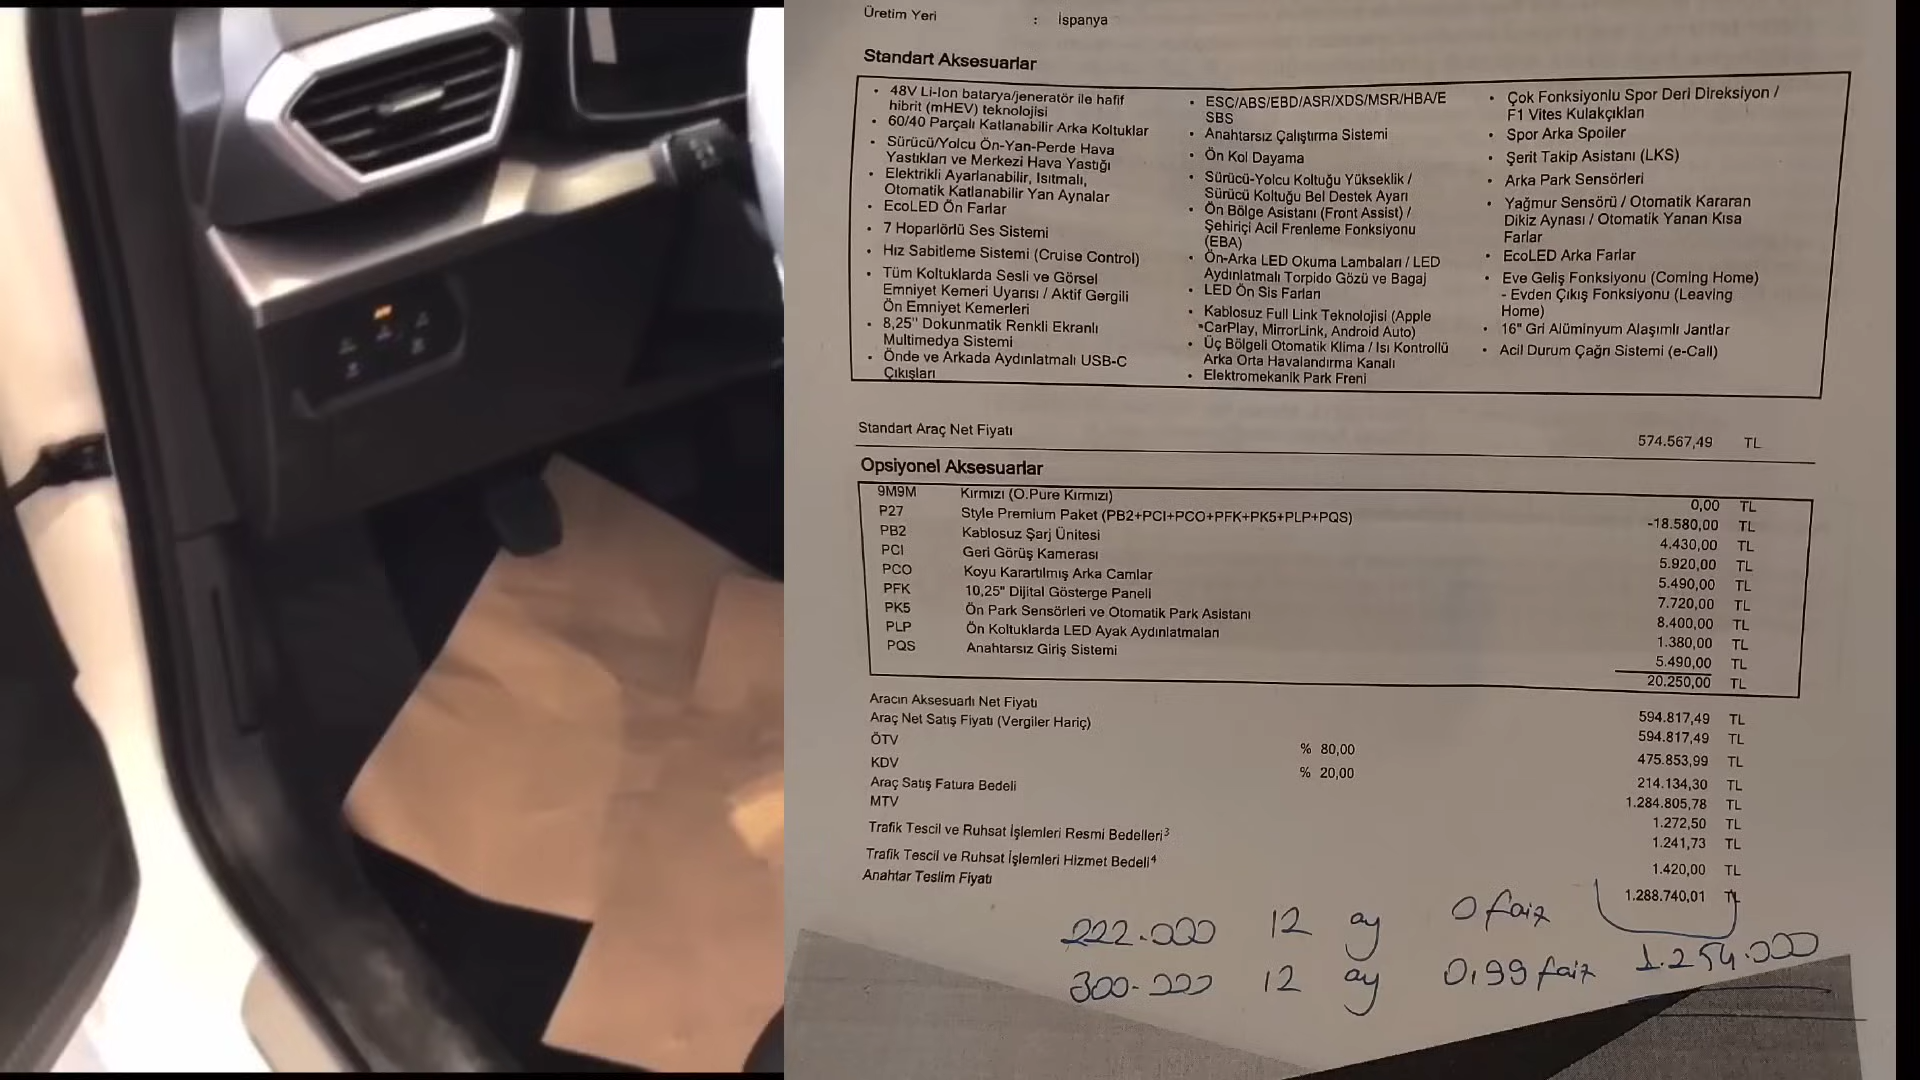 Üretim Yeri : İspanya
Standart Aksesuarlar
• 48V Li-Ion batarya/jeneratör ile hafif
hibrit (mHEV) teknolojisi
• 60/40 Parçalı Katlanabilir Arka Koltuklar
• Sürücü/Yolcu Ön-Yan-Perde Hava
Yastıkları ve Merkezi Hava Yastığı
• Elektrikli Ayarlanabilir, Isıtmalı,
Otomatik Katlanabilir Yan Aynalar
• EcoLED Ön Farlar
• 7 Hoparlörlü Ses Sistemi
• Hız Sabitleme Sistemi (Cruise Control)
• Tüm Koltuklarda Sesli ve Görsel
Emniyet Kemeri Uyarısı / Aktif Gergili
Ön Emniyet Kemerleri
• 8,25" Dokunmatik Renkli Ekranlı
Multimedya Sistemi
• Önde ve Arkada Aydınlatmalı USB-C
Çıkışları
• ESC/ABS/EBD/ASR/XDS/MSR/HBA/E
SBS
• Anahtarsız Çalıştırma Sistemi
• Ön Kol Dayama
• Sürücü-Yolcu Koltuğu Yükseklik /
Sürücü Koltuğu Bel Destek Ayarı
• Ön Bölge Asistanı (Front Assist) /
Şehiriçi Acil Frenleme Fonksiyonu
(EBA)
• Ön-Arka LED Okuma Lambaları / LED
Aydınlatmalı Torpido Gözü ve Bagaj
• LED Ön Sis Farları
• Kablosuz Full Link Teknolojisi (Apple
CarPlay, MirrorLink, Android Auto)
• Üç Bölgeli Otomatik Klima / Isı Kontrollü
Arka Orta Havalandırma Kanalı
• Elektromekanik Park Freni
• Çok Fonksiyonlu Spor Deri Direksiyon /
F1 Vites Kulakçıkları
• Spor Arka Spoiler
• Şerit Takip Asistanı (LKS)
• Arka Park Sensörleri
• Yağmur Sensörü / Otomatik Kararan
Dikiz Aynası / Otomatik Yanan Kısa
Farlar
• EcoLED Arka Farlar
• Eve Geliş Fonksiyonu (Coming Home)
- Evden Çıkış Fonksiyonu (Leaving
Home)
• 16" Gri Alüminyum Alaşımlı Jantlar
• Acil Durum Çağrı Sistemi (e-Call)
Standart Araç Net Fiyatı 574.567,49 TL
Opsiyonel Aksesuarlar
9M9M Kırmızı (O.Pure Kırmızı) 0,00 TL
P27 Style Premium Paket (PB2+PCI+PCO+PFK+PK5+PLP+PQS) -18.580,00 TL
PB2 Kablosuz Şarj Ünitesi 4.430,00 TL
PCI Geri Görüş Kamerası 5.920,00 TL
PCO Koyu Karartılmış Arka Camlar 5.490,00 TL
PFK 10,25" Dijital Gösterge Paneli 7.720,00 TL
PK5 Ön Park Sensörleri ve Otomatik Park Asistanı 8.400,00 TL
PLP Ön Koltuklarda LED Ayak Aydınlatmaları 1.380,00 TL
PQS Anahtarsız Giriş Sistemi 5.490,00 TL
20.250,00 TL
Aracın Aksesuarlı Net Fiyatı 594.817,49 TL
Araç Net Satış Fiyatı (Vergiler Hariç) 594.817,49 TL
ÖTV % 80,00 475.853,99 TL
KDV % 20,00 214.134,30 TL
Araç Satış Fatura Bedeli 1.284.805,78 TL
MTV 1.272,50 TL
Trafik Tescil ve Ruhsat İşlemleri Resmi Bedelleri³ 1.241,73 TL
Trafik Tescil ve Ruhsat İşlemleri Hizmet Bedeli⁴ 1.420,00 TL
Anahtar Teslim Fiyatı 1.288.740,01 TL
222.000 12 ay 0 faiz
300.000 12 ay 0,99 faiz 1.254.000